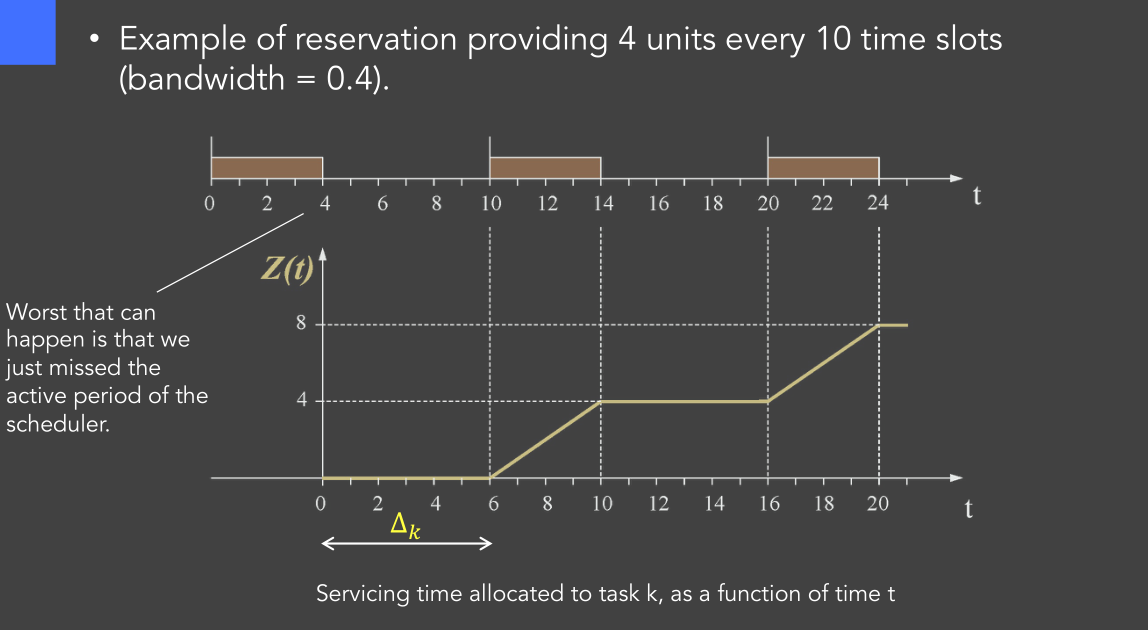 • Example of reservation providing 4 units every 10 time slots
(bandwidth = 0.4).
0 2 4 6 8 10 12 14 16 18 20 22 24
t
Z(t)
Worst that can
happen is that we
just missed the
active period of the
scheduler.
8
4
0 2 4 6 8 10 12 14 16 18 20
t
Δk
Servicing time allocated to task k, as a function of time t